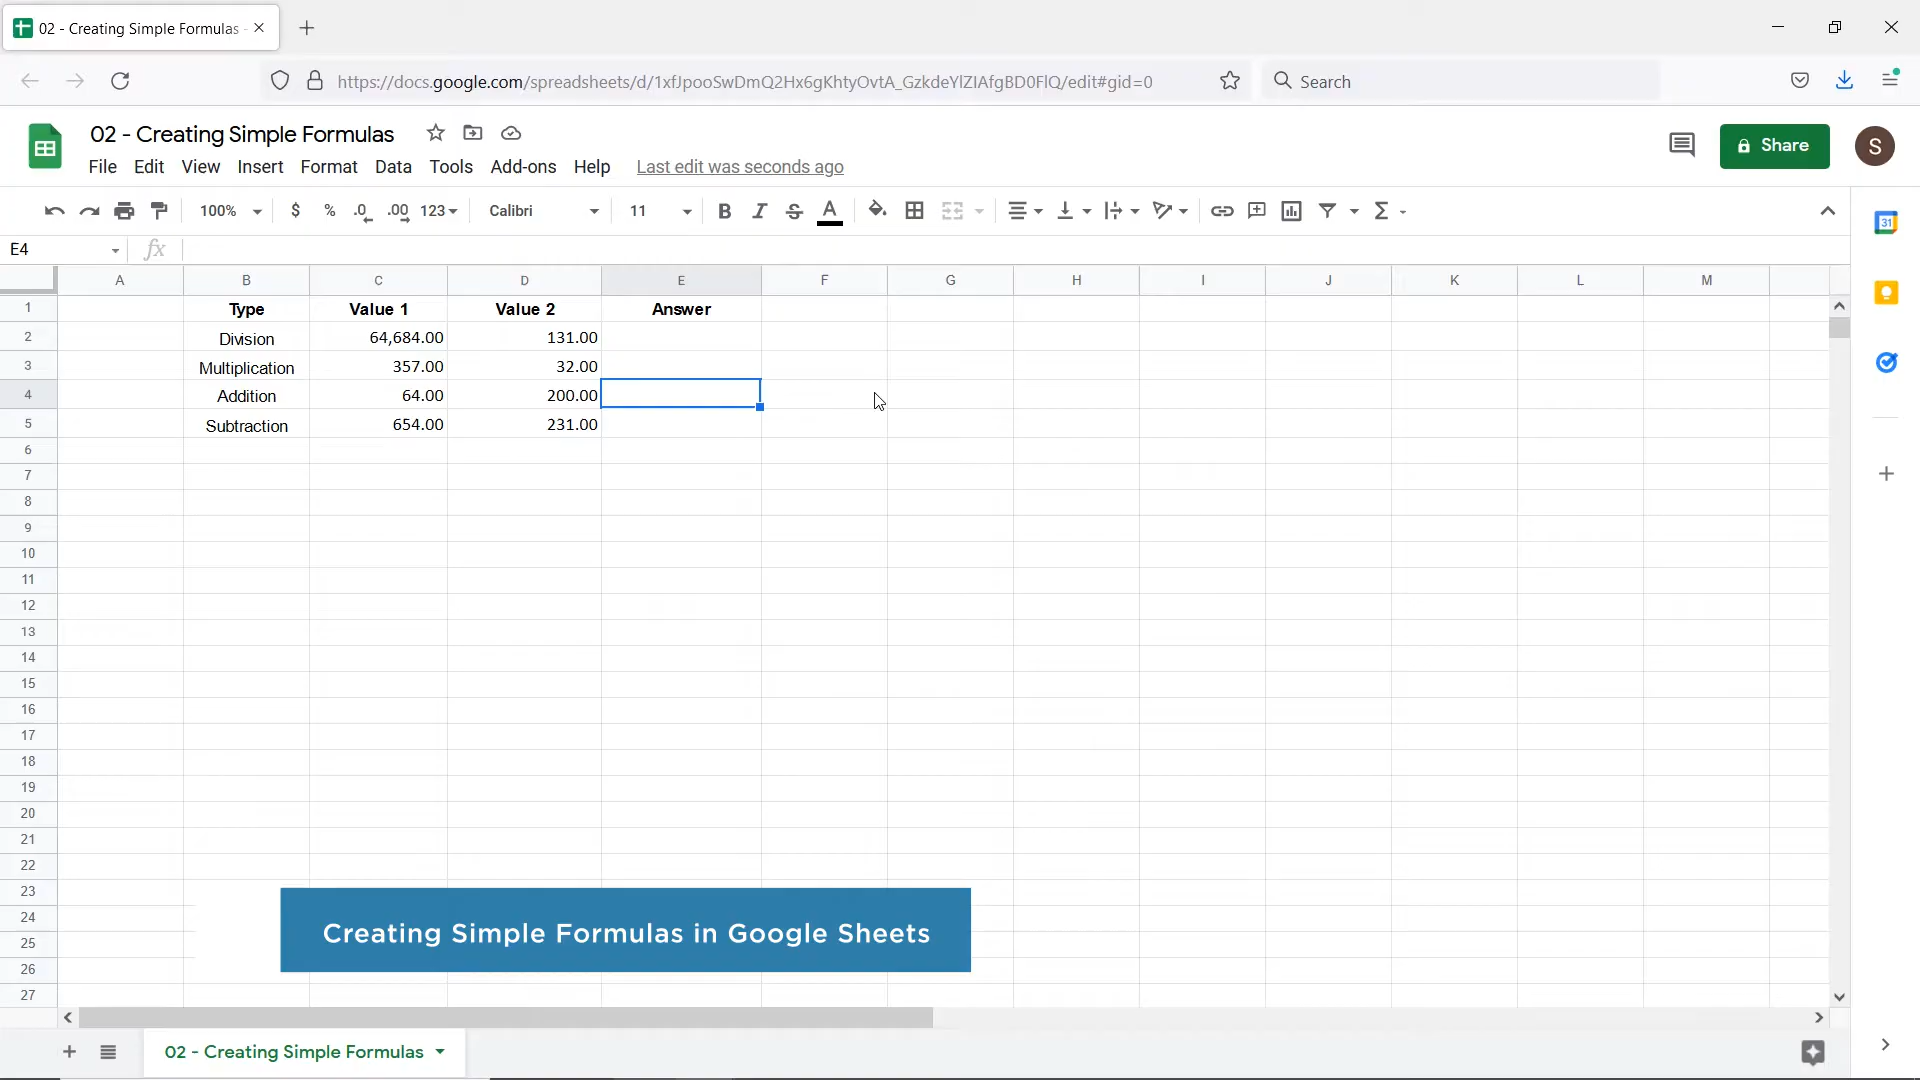 02 - Creating Simple Formulas -
https://docs.google.com/spreadsheets/d/1xfJpooSwDmQ2Hx6gKhtyOvtA_GzkdeYlZIAfgBD0FlQ/edit#gid=0
Search
02 - Creating Simple Formulas
Share
S
File Edit View Insert Format Data Tools Add-ons Help Last edit was seconds ago
100% $ % .0 .00 123 Calibri 11 B I S A Σ
31
E4 fx
A B C D E F G H I J K L M
1 Type Value 1 Value 2 Answer
2 Division 64,684.00 131.00
3 Multiplication 357.00 32.00
4 Addition 64.00 200.00
5 Subtraction 654.00 231.00
6
7
8
9
10
11
12
13
14
15
16
17
18
19
20
21
22
23
24
25
26
27
Creating Simple Formulas in Google Sheets
02 - Creating Simple Formulas